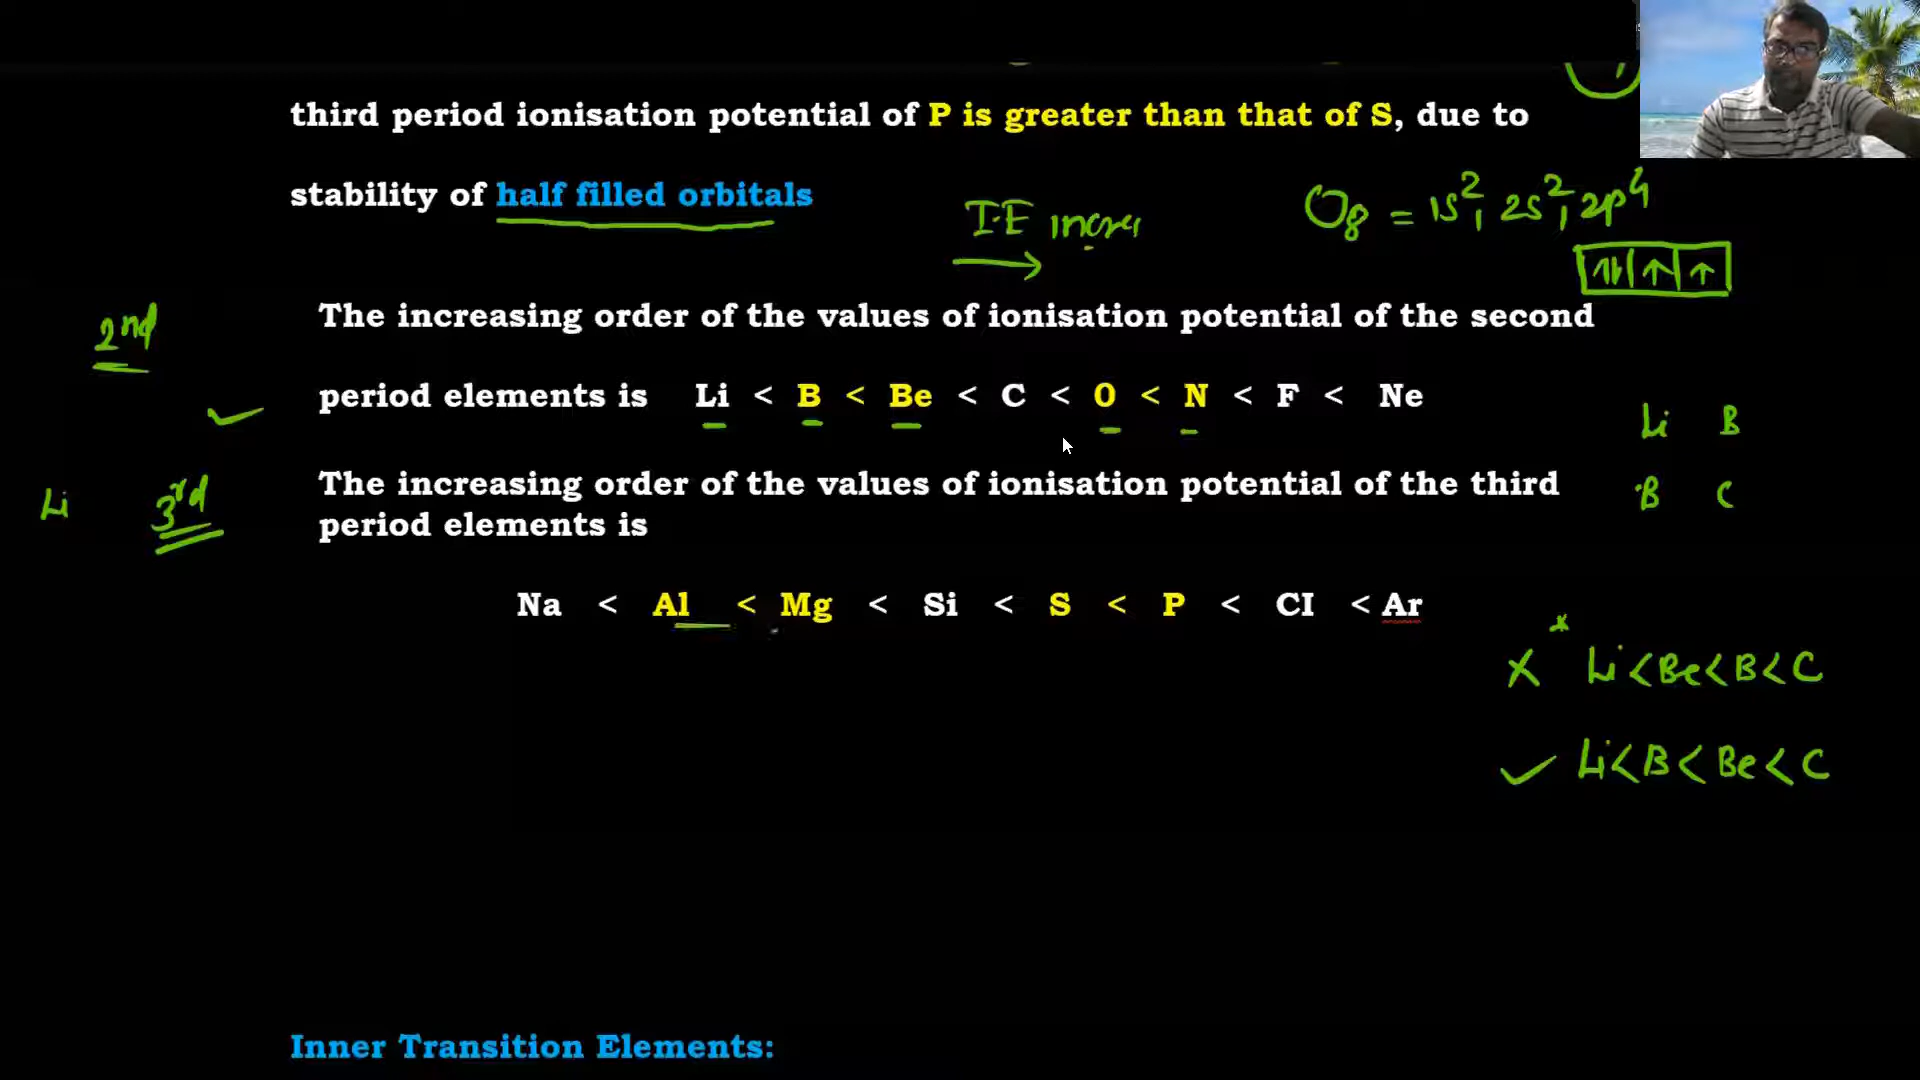 third period ionisation potential of P is greater than that of S, due to
stability of half filled orbitals
I.E incre
O8 = 1s², 2s², 2p⁴
2nd
The increasing order of the values of ionisation potential of the second
period elements is Li < B < Be < C < O < N < F < Ne
Li B
B C
Li 3rd
The increasing order of the values of ionisation potential of the third
period elements is
Na < Al < Mg < Si < S < P < CI < Ar
Li < Be < B < C
Li < B < Be < C
Inner Transition Elements: